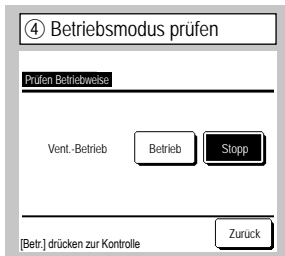 ④ Betriebsmodus prüfen
Prüfen Betriebweise
Vent.-Betrieb Betrieb Stopp
Zurück
[Betr.] drücken zur Kontrolle